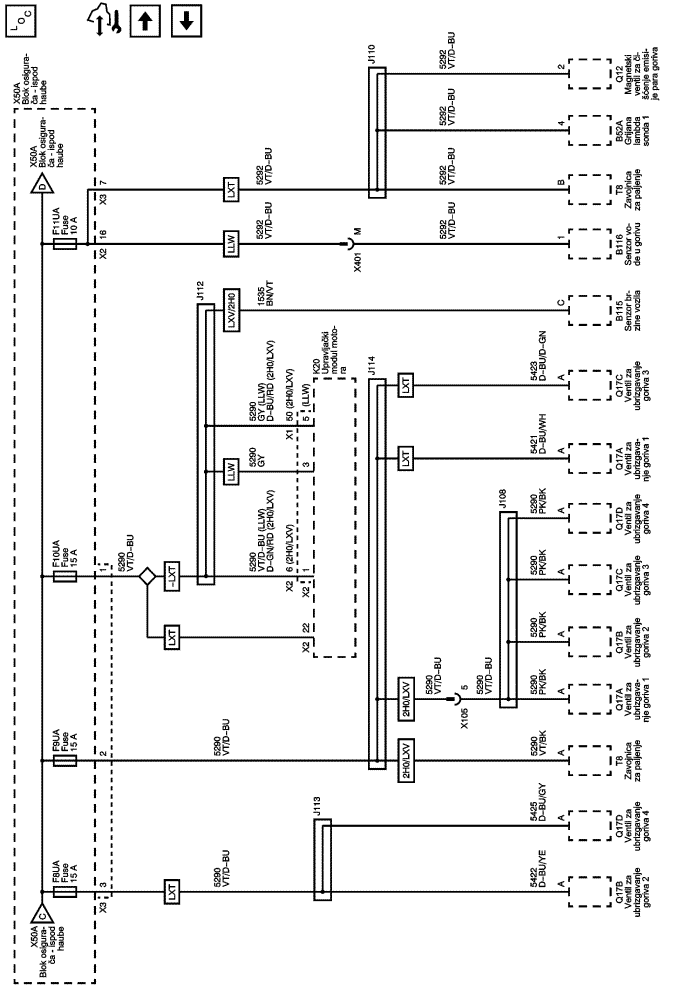 LOC
X50A
Blok osigura-
ča - ispod
haube
D
X50A
Blok osigura-
ča - ispod
haube
F11UA
Fuse
10 A
7
X3
16
X2
LXT
5292
VT/D-BU
LLW
5292
VT/D-BU
J110
M
X401
5292
VT/D-BU
2
Q12
Magnetski
ventil za či-
šćenje emisi-
je para goriva
5292
VT/D-BU
4
B52A
Grijana
lambda
sonda 1
5292
VT/D-BU
B
T8
Zavojnica
za paljenje
5292
VT/D-BU
1
B116
Senzor vo-
de u gorivu
J112
LXV/2H0
1535
BN/VT
C
B115
Senzor br-
zine vozila
F10UA
Fuse
15 A
1
5290
VT/D-BU
-LXT
LXT
5290
GY (LLW)
D-BU/RD (2H0/LXV)
50 (2H0/LXV)
X1
5
(LLW)
LLW
5290
GY
3
5290
VT/D-BU (LLW)
D-GN/RD (2H0/LXV)
6 (2H0/LXV)
X2
1
X2
22
X2
K20
Upravljački
modul moto-
ra
J114
LXT
5423
D-BU/D-GN
A
Q17C
Ventil za
ubrizgavanje
goriva 3
LXT
5421
D-BU/WH
A
Q17A
Ventil za
ubrizgava-
nje goriva 1
J108
5290
PK/BK
A
Q17D
Ventil za
ubrizgavanje
goriva 4
5290
PK/BK
A
Q17C
Ventil za
ubrizgavanje
goriva 3
5290
PK/BK
A
Q17B
Ventil za
ubrizgavanje
goriva 2
2H0/LXV
5290
VT/D-BU
5
X105
5290
VT/D-BU
5290
PK/BK
A
Q17A
Ventil za
ubrizgava-
nje goriva 1
F9UA
Fuse
15 A
2
5290
VT/D-BU
2H0/LXV
5290
VT/BK
A
T8
Zavojnica
za paljenje
J113
5425
D-BU/GY
A
Q17D
Ventil za
ubrizgavanje
goriva 4
F8UA
Fuse
15 A
3
X3
LXT
5290
VT/D-BU
5422
D-BU/YE
A
Q17B
Ventil za
ubrizgavanje
goriva 2
C
X50A
Blok osigura-
ča - ispod
haube